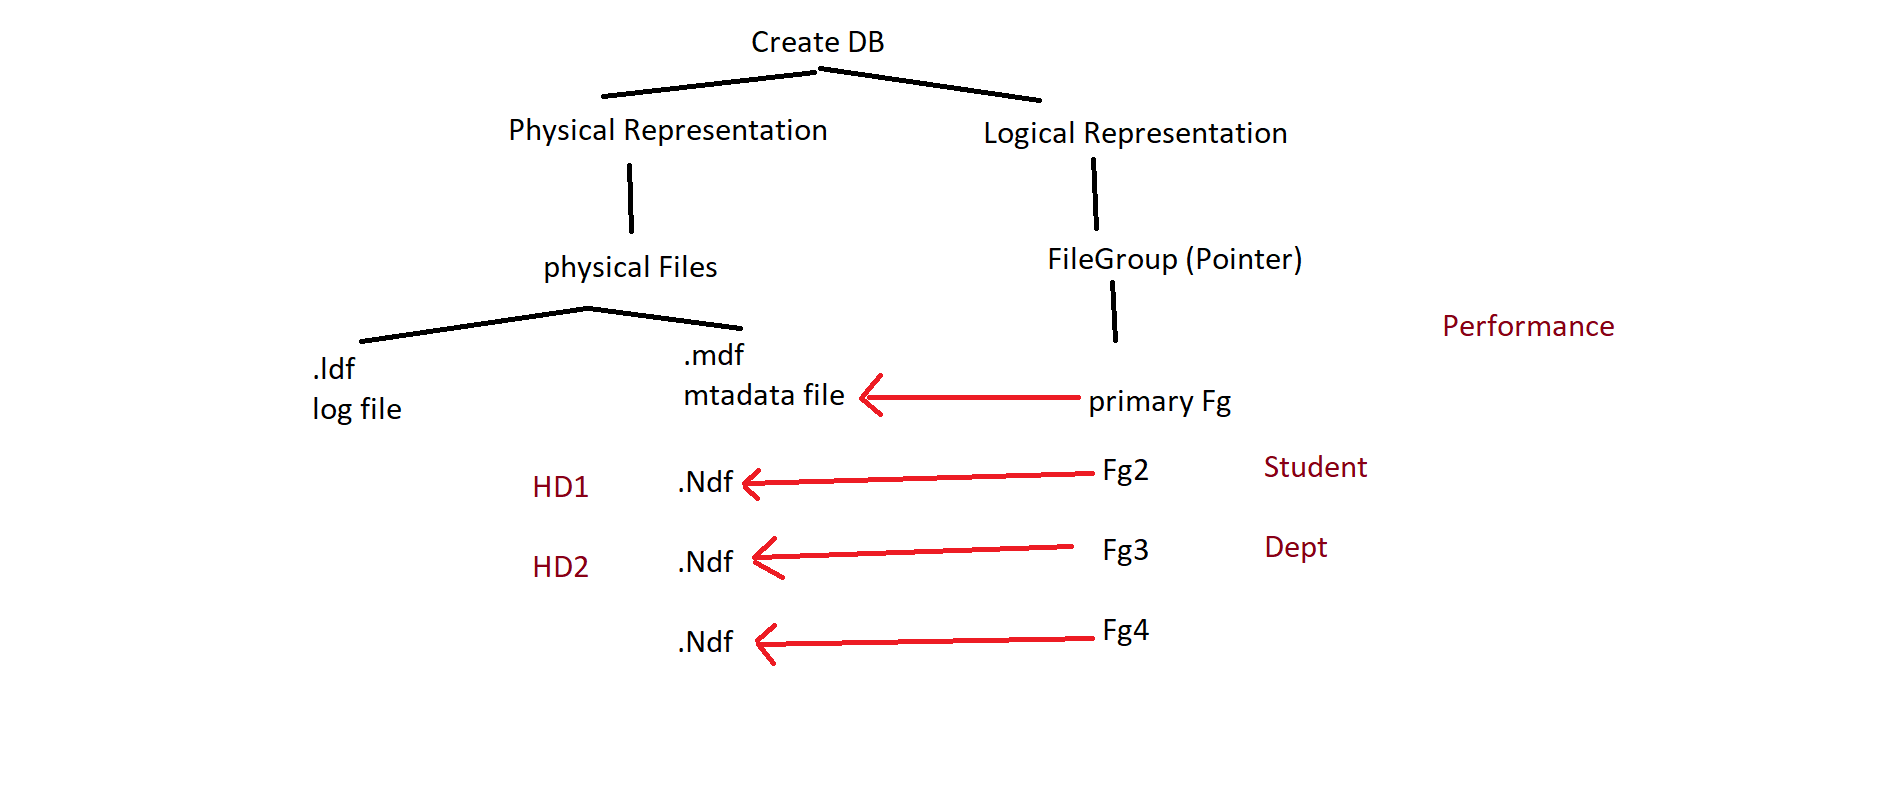 Create DB
Physical Representation
Logical Representation
physical Files
FileGroup (Pointer)
Performance
.ldf
log file
.mdf
mtadata file
primary Fg
HD1
.Ndf
Fg2
Student
HD2
.Ndf
Fg3
Dept
.Ndf
Fg4